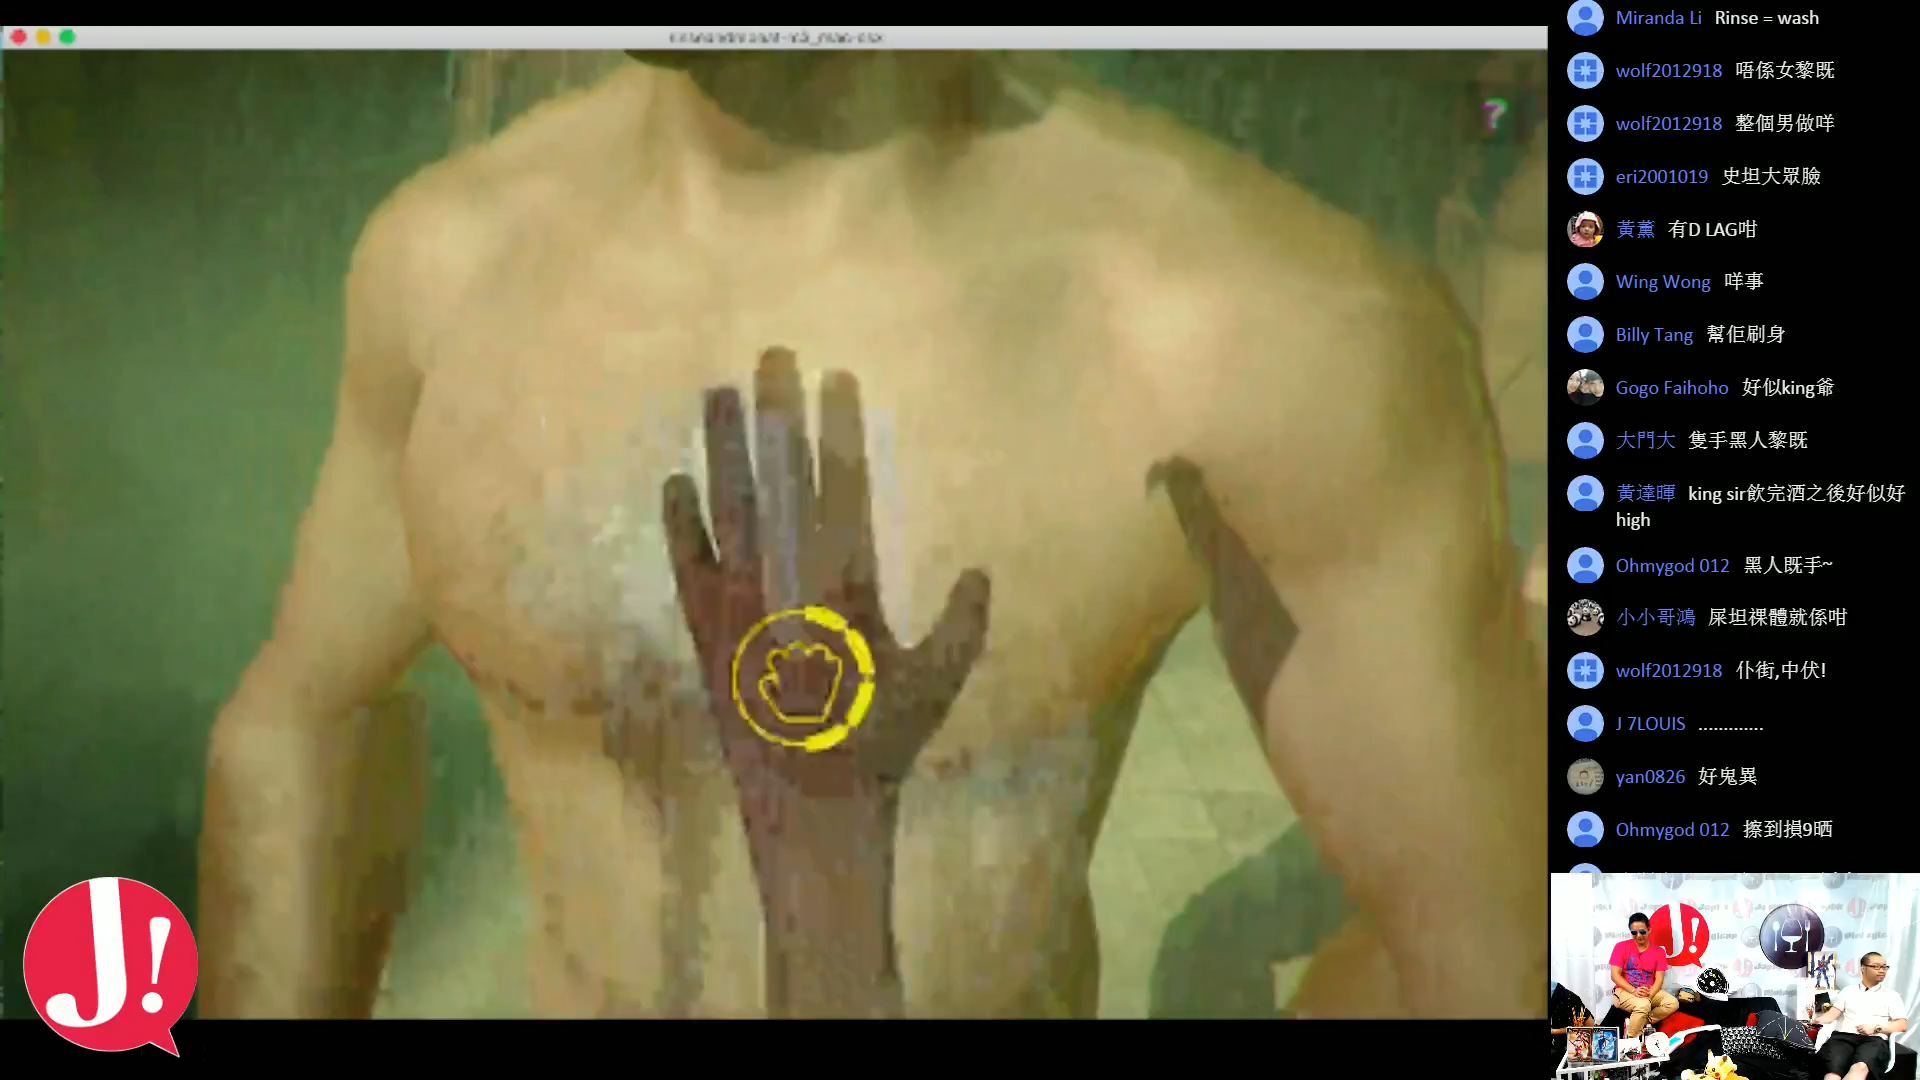 Miranda Li Rinse = wash
wolf2012918 唔係女黎既
?
wolf2012918 整個男做咩
eri2001019 史坦大眾臉
黃薰 有D LAG咁
Wing Wong 咩事
Billy Tang 幫佢刷身
Gogo Faihoho 好似king爺
大門大 隻手黑人黎既
黃達暉 king sir飲完酒之後好似好
high
Ohmygod 012 黑人既手~
小小哥鴻 屎坦裸體就係咁
wolf2012918 仆街,中伏!
J 7LOUIS .............
yan0826 好鬼異
Ohmygod 012 擦到損9晒
J!
J!